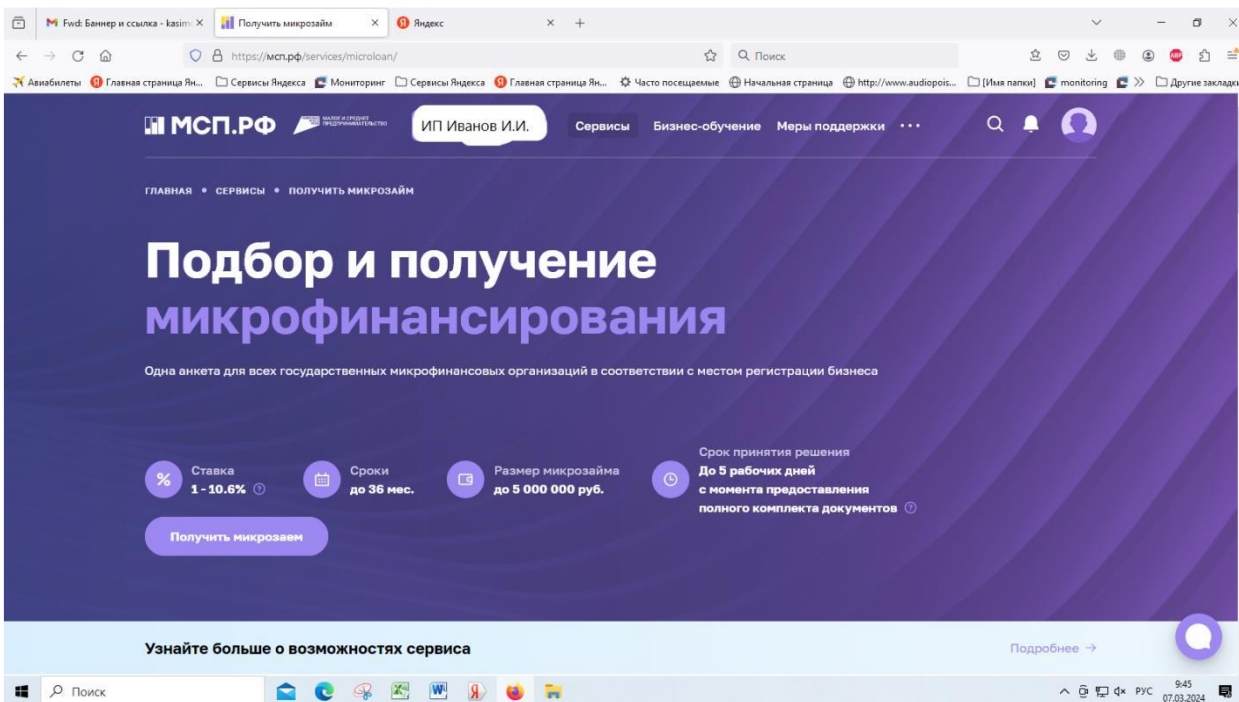 Fwd: Баннер и ссылка - kasim
Получить микрозайм
Яндекс
https://мсп.рф/services/microloan/
Поиск
Авиабилеты Главная страница Ян... Сервисы Яндекса Мониторинг Сервисы Яндекса Главная страница Ян... Часто посещаемые Начальная страница http://www.audiopois... [Имя папки] monitoring Другие закладки
МСП.РФ
МАЛОЕ И СРЕДНЕЕ
ПРЕДПРИНИМАТЕЛЬСТВО
ИП Иванов И.И.
Сервисы Бизнес-обучение Меры поддержки ...
ГЛАВНАЯ • СЕРВИСЫ • ПОЛУЧИТЬ МИКРОЗАЙМ
Подбор и получение
микрофинансирования
Одна анкета для всех государственных микрофинансовых организаций в соответствии с местом регистрации бизнеса
Ставка
1 - 10.6%
Сроки
до 36 мес.
Размер микрозайма
до 5 000 000 руб.
Срок принятия решения
До 5 рабочих дней
с момента предоставления
полного комплекта документов
Получить микрозаем
Узнайте больше о возможностях сервиса
Подробнее →
Поиск
РУС
9:45
07.03.2024